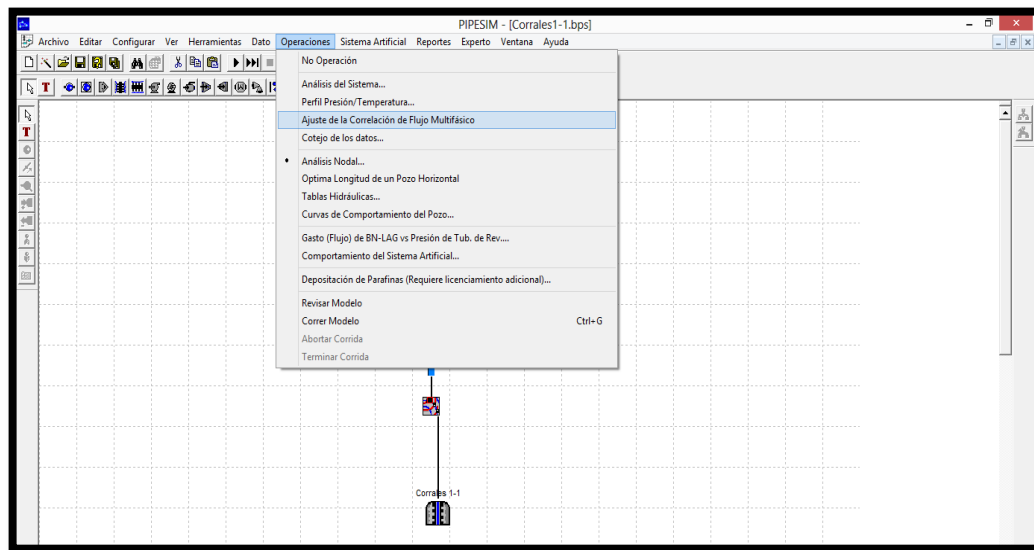 PIPESIM - [Corrales1-1.bps]
Archivo Editar Configurar Ver Herramientas Dato Operaciones Sistema Artificial Reportes Experto Ventana Ayuda
No Operación
Análisis del Sistema...
Perfil Presión/Temperatura...
Ajuste de la Correlación de Flujo Multifásico
Cotejo de los datos...
Análisis Nodal...
Optima Longitud de un Pozo Horizontal
Tablas Hidráulicas...
Curvas de Comportamiento del Pozo...
Gasto (Flujo) de BN-LAG vs Presión de Tub. de Rev....
Comportamiento del Sistema Artificial...
Depositación de Parafinas (Requiere licenciamiento adicional)...
Revisar Modelo
Correr Modelo Ctrl+G
Abortar Corrida
Terminar Corrida
Corrales 1-1